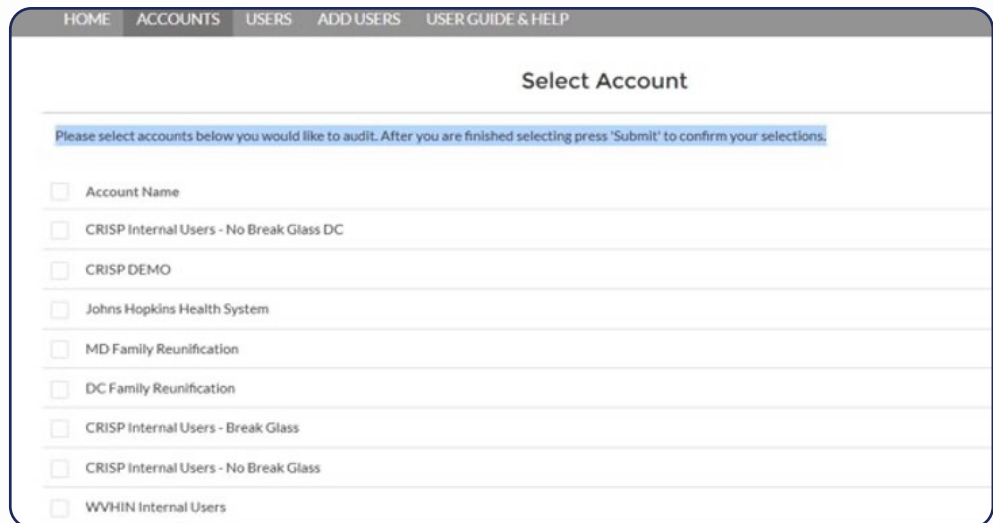 HOME ACCOUNTS USERS ADD USERS USER GUIDE & HELP
Select Account
Please select accounts below you would like to audit. After you are finished selecting press 'Submit' to confirm your selections.
Account Name
CRISP Internal Users - No Break Glass DC
CRISP DEMO
Johns Hopkins Health System
MD Family Reunification
DC Family Reunification
CRISP Internal Users - Break Glass
CRISP Internal Users - No Break Glass
WVHIN Internal Users